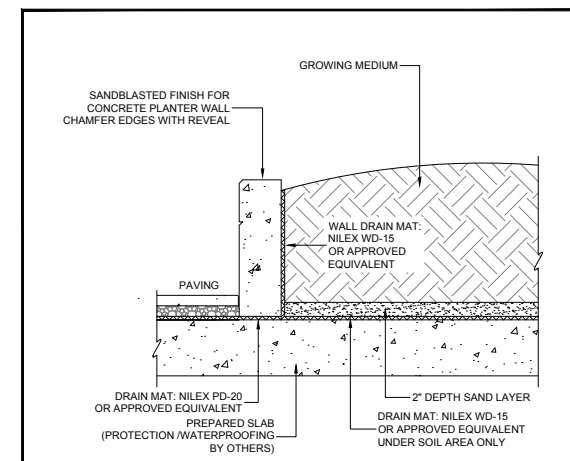 GROWING MEDIUM
SANDBLASTED FINISH FOR
CONCRETE PLANTER WALL
CHAMFER EDGES WITH REVEAL
WALL DRAIN MAT:
NILEX WD-15
OR APPROVED
EQUIVALENT
PAVING
DRAIN MAT: NILEX PD-20
OR APPROVED EQUIVALENT
PREPARED SLAB
(PROTECTION /WATERPROOFING
BY OTHERS)
2" DEPTH SAND LAYER
DRAIN MAT: NILEX WD-15
OR APPROVED EQUIVALENT
UNDER SOIL AREA ONLY